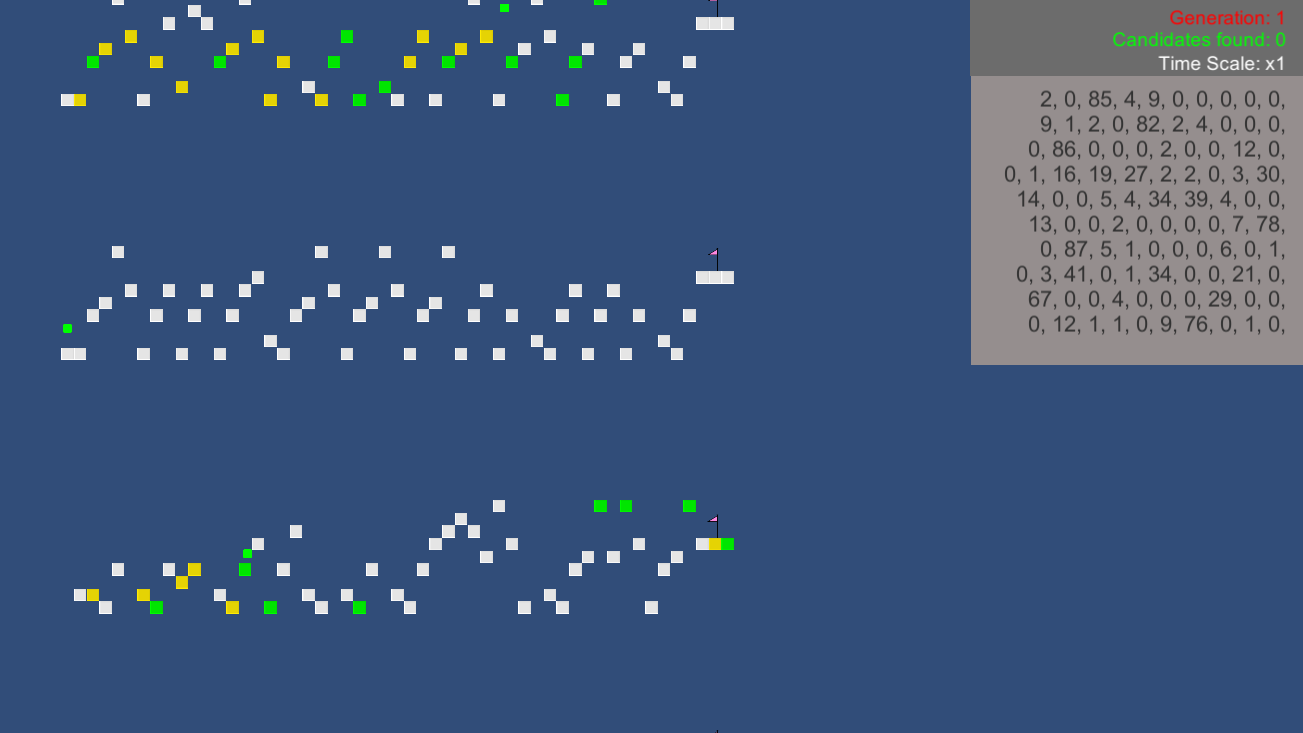 Generation: 1
Candidates found: 0
Time Scale: x1
2, 0, 85, 4, 9, 0, 0, 0, 0, 0,
9, 1, 2, 0, 82, 2, 4, 0, 0, 0,
0, 86, 0, 0, 0, 2, 0, 0, 12, 0,
0, 1, 16, 19, 27, 2, 2, 0, 3, 30,
14, 0, 0, 5, 4, 34, 39, 4, 0, 0,
13, 0, 0, 2, 0, 0, 0, 0, 7, 78,
0, 87, 5, 1, 0, 0, 0, 6, 0, 1,
0, 3, 41, 0, 1, 34, 0, 0, 21, 0,
67, 0, 0, 4, 0, 0, 0, 29, 0, 0,
0, 12, 1, 1, 0, 9, 76, 0, 1, 0,